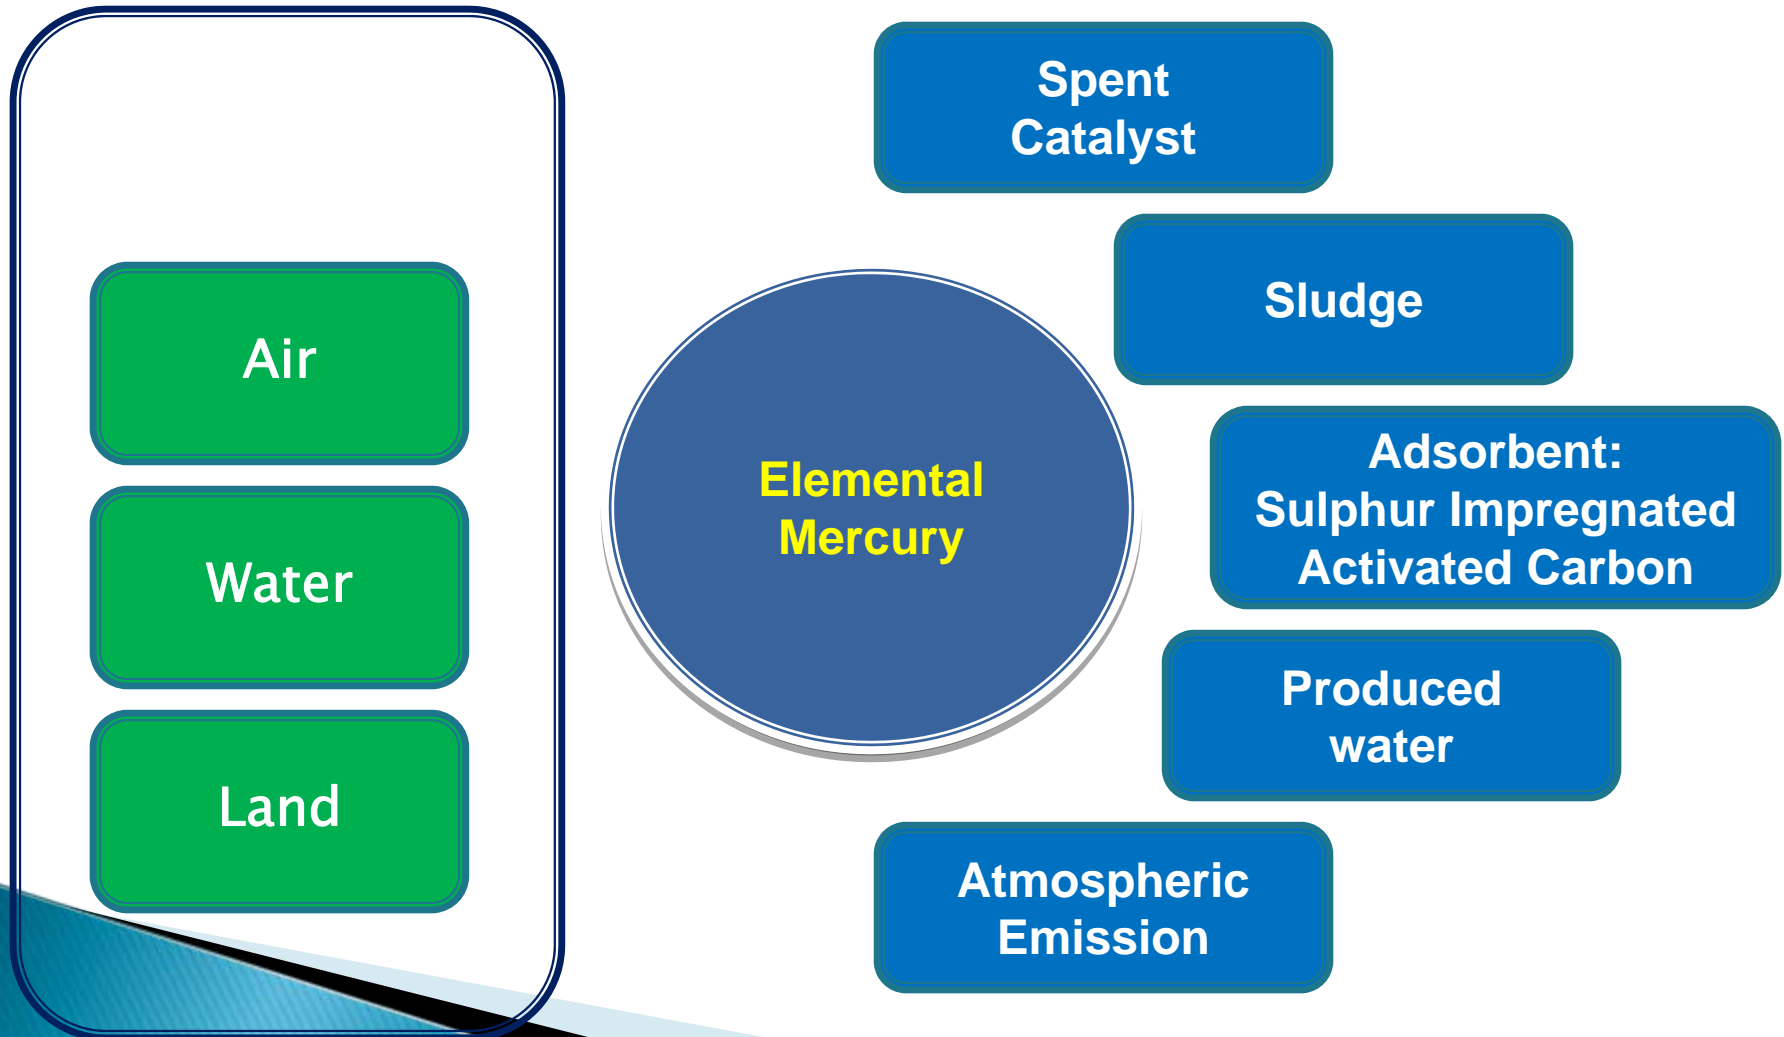 Air
Water
Land
Elemental
Mercury
Spent
Catalyst
Sludge
Adsorbent:
Sulphur Impregnated
Activated Carbon
Produced
water
Atmospheric
Emission